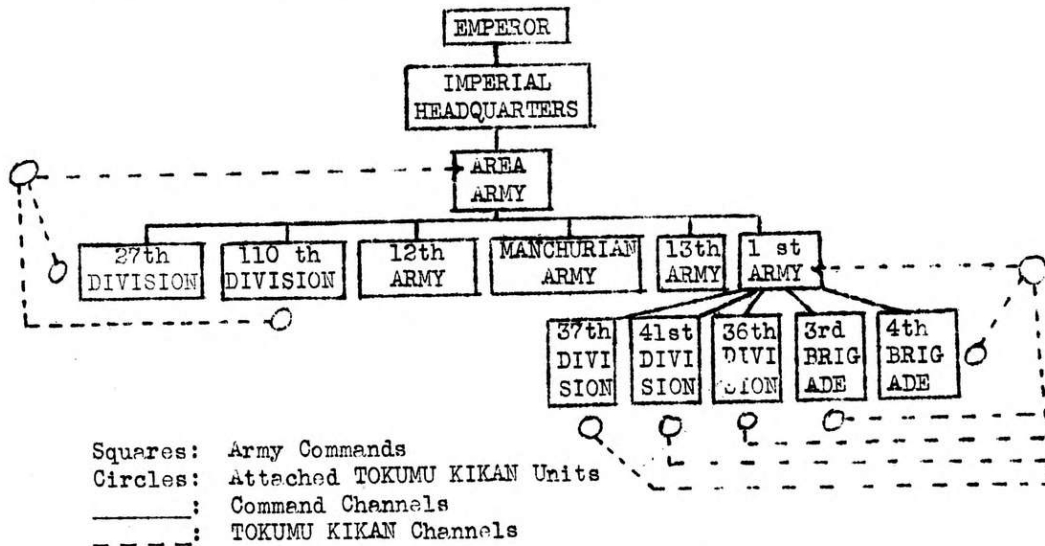 EMPEROR
IMPERIAL
HEADQUARTERS
AREA
ARMY
27th
DIVISION
110 th
DIVISION
12th
ARMY
MANCHURIAN
ARMY
13th
ARMY
1 st
ARMY
37th
DIVI
SION
41st
DIVI
SION
36th
DIVI
SION
3rd
BRIG
ADE
4th
BRIG
ADE
Squares: Army Commands
Circles: Attached TOKUMU KIKAN Units
______: Command Channels
_ _ _ _: TOKUMU KIKAN Channels